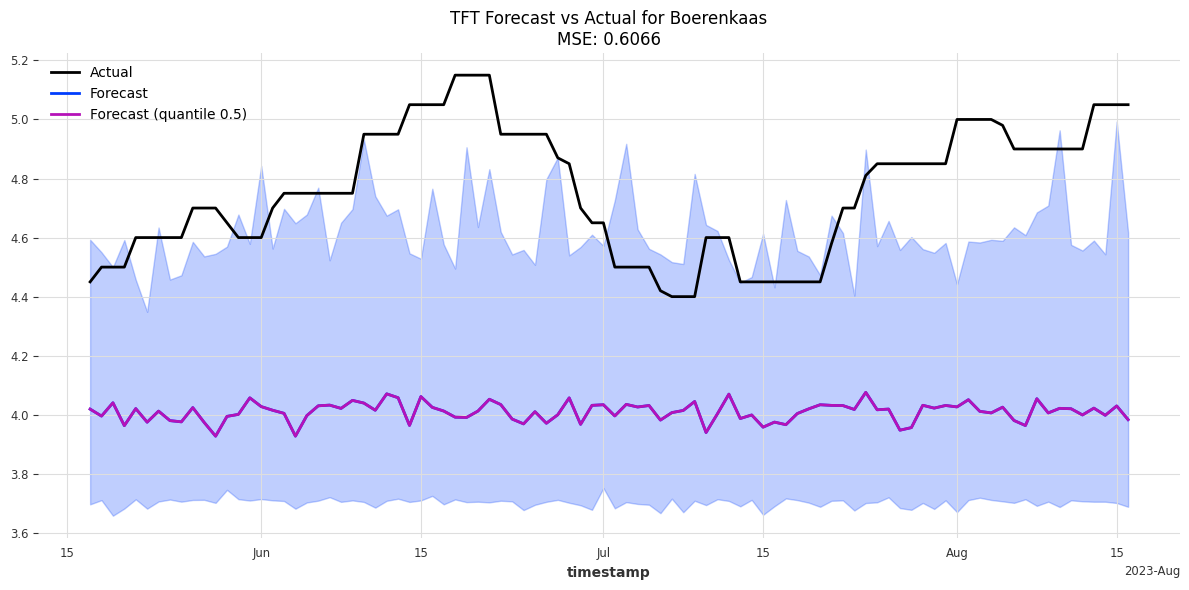 TFT Forecast vs Actual for Boerenkaas
MSE: 0.6066
Actual
Forecast
Forecast (quantile 0.5)
5.2
5.0
4.8
4.6
4.4
4.2
4.0
3.8
3.6
15
Jun
15
Jul
15
Aug
15
timestamp
2023-Aug